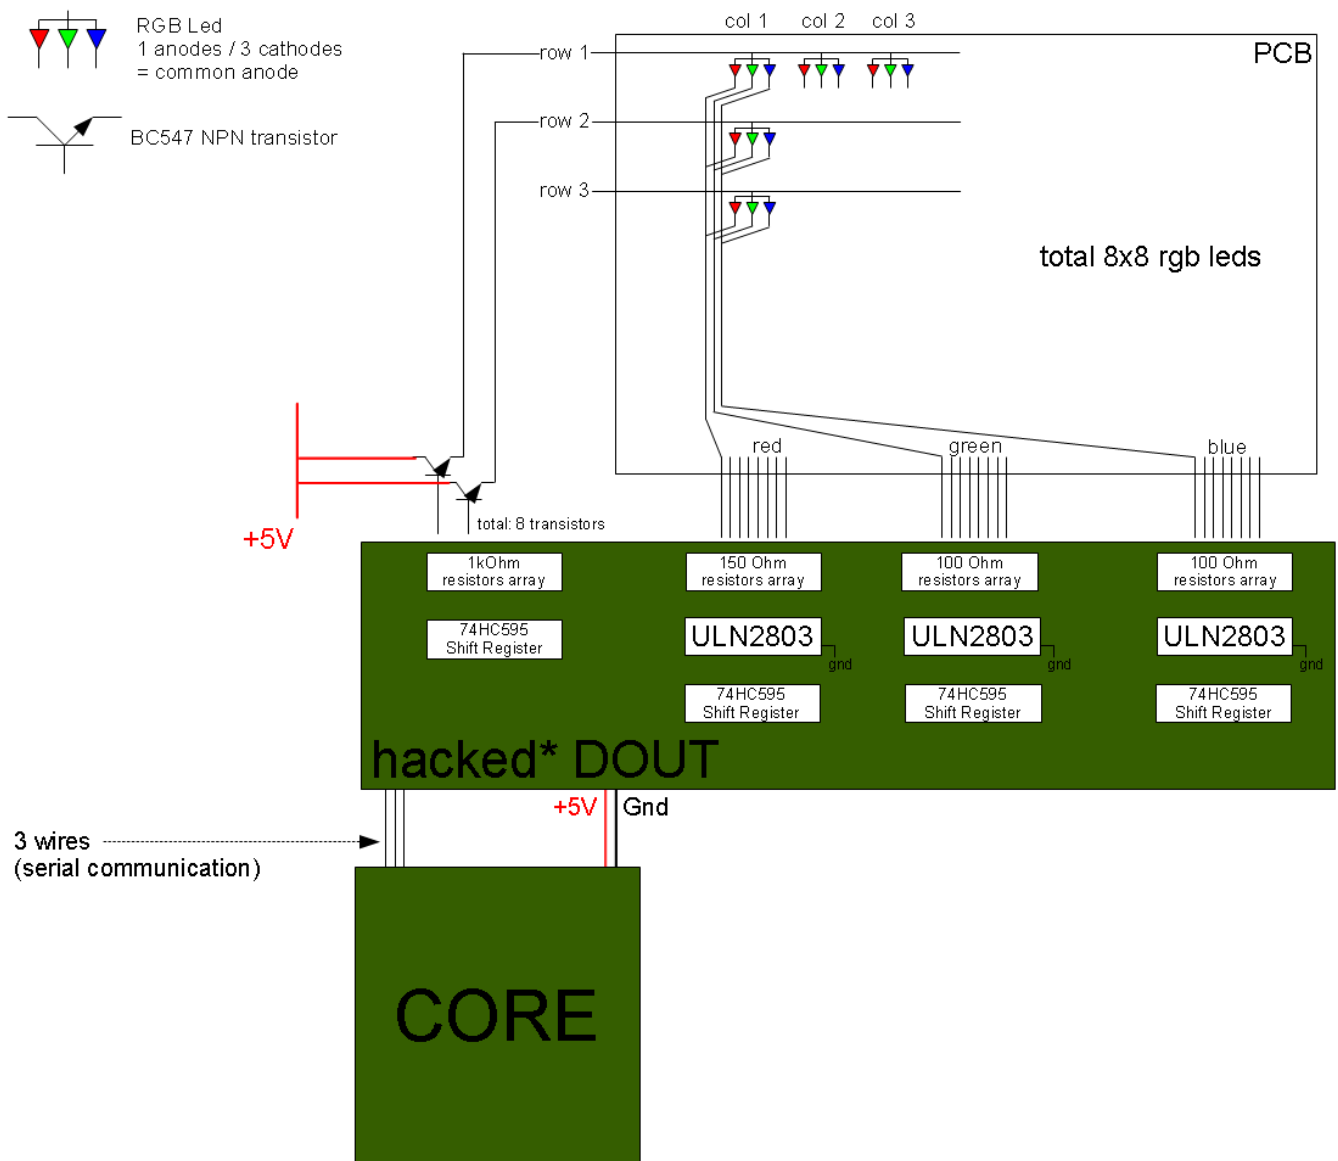 RGB Led
1 anodes / 3 cathodes
= common anode
BC547 NPN transistor
col 1
col 2
col 3
PCB
row 1
row 2
row 3
total 8x8 rgb leds
red
green
blue
+5V
total: 8 transistors
1kOhm
resistors array
150 Ohm
resistors array
100 Ohm
resistors array
100 Ohm
resistors array
74HC595
Shift Register
ULN2803
gnd
ULN2803
gnd
ULN2803
gnd
74HC595
Shift Register
74HC595
Shift Register
74HC595
Shift Register
hacked* DOUT
+5V
Gnd
3 wires
(serial communication)
CORE